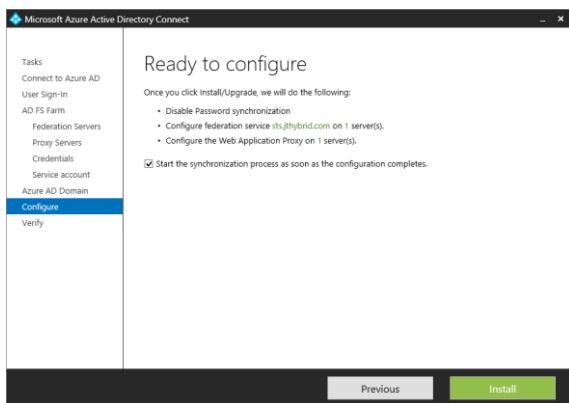 Microsoft Azure Active Directory Connect
Tasks
Connect to Azure AD
User Sign-In
AD FS Farm
Federation Servers
Proxy Servers
Credentials
Service account
Azure AD Domain
Configure
Verify
Ready to configure
Once you click Install/Upgrade, we will do the following:
• Disable Password synchronization
• Configure federation service sts.jthybrid.com on 1 server(s).
• Configure the Web Application Proxy on 1 server(s).
Start the synchronization process as soon as the configuration completes.
Previous
Install